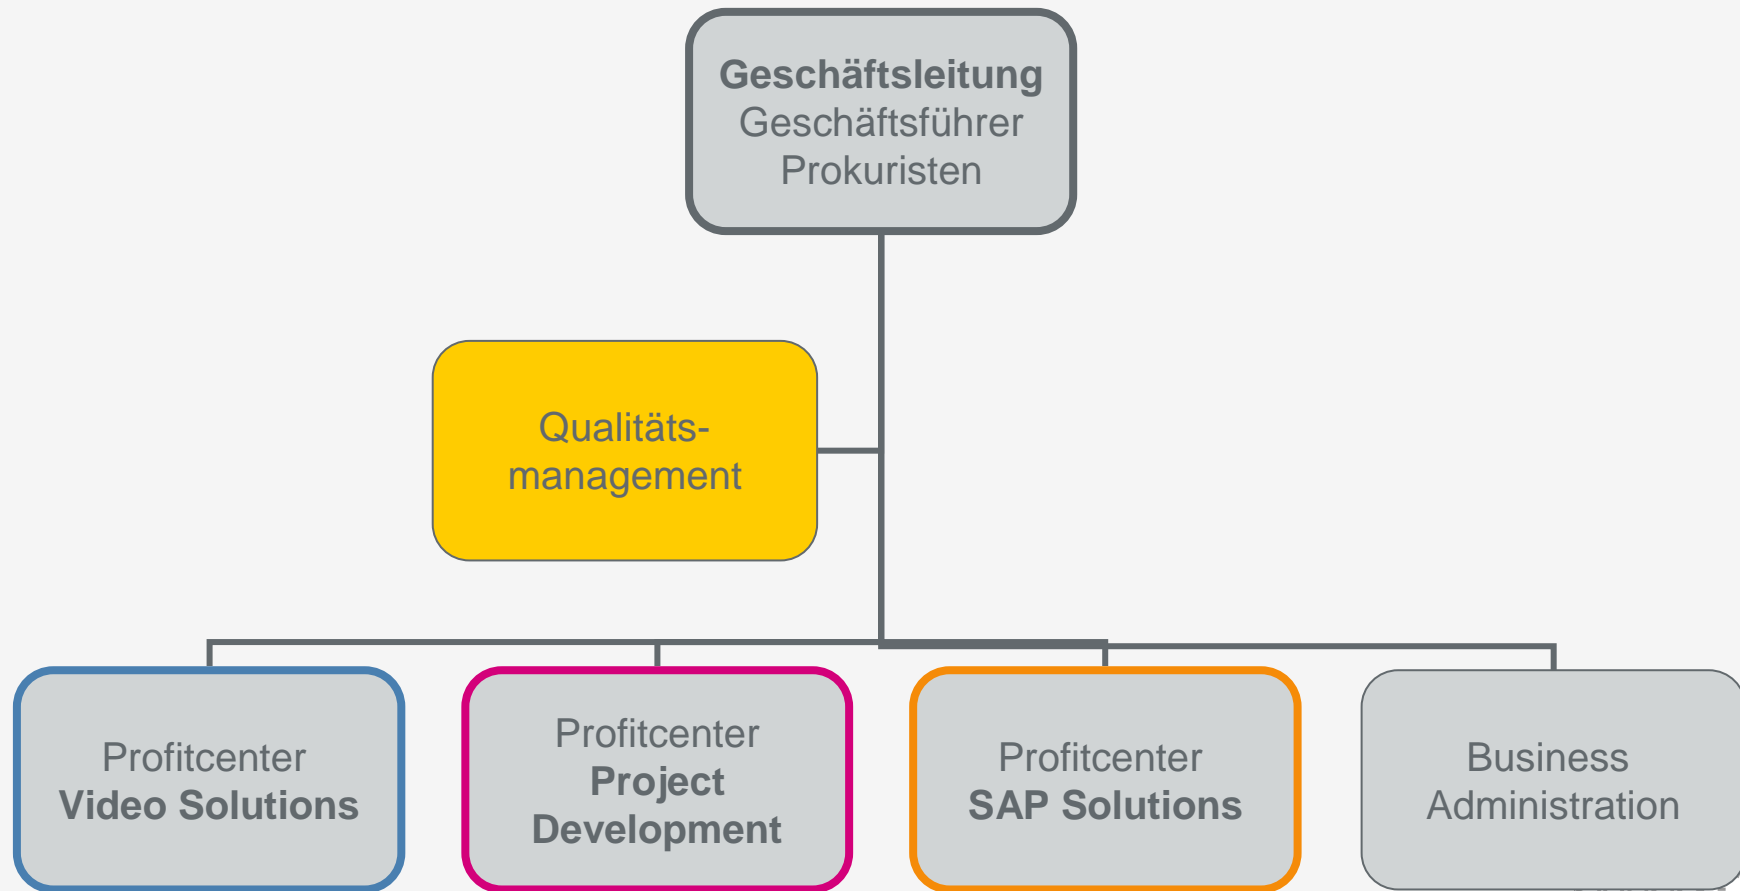 Geschäftsleitung
Geschäftsführer
Prokuristen
Qualitäts-
management
Profitcenter
Video Solutions
Profitcenter
Project
Development
Profitcenter
SAP Solutions
Business
Administration